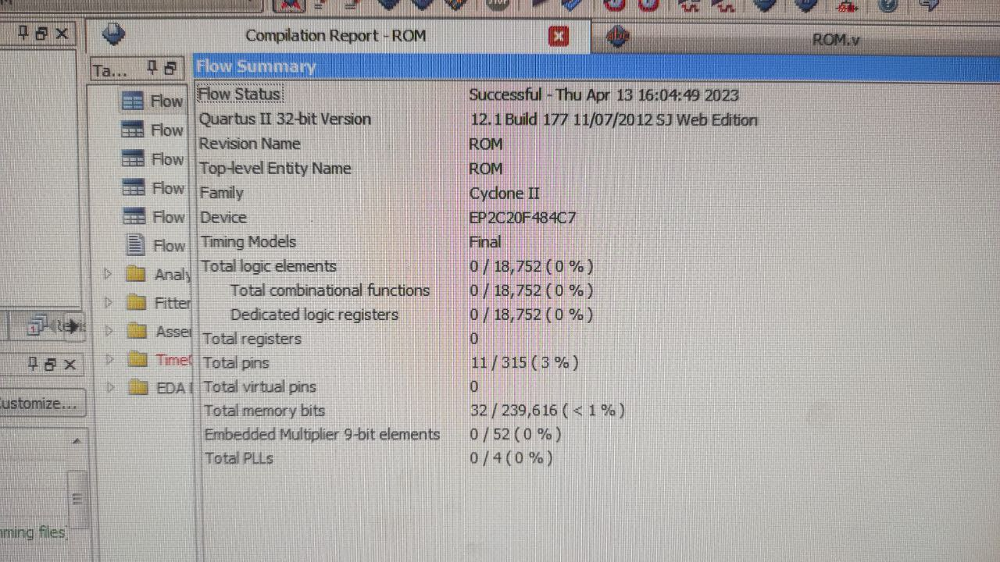 Compilation Report - ROM
abc
ROM.v
Ta...
Flow Summary
Flow
Flow
Flow
Flow
Flow
Flow
Analy
Fitter
Asse
Time
EDA
Flow Status Successful - Thu Apr 13 16:04:49 2023
Quartus II 32-bit Version 12.1 Build 177 11/07/2012 SJ Web Edition
Revision Name ROM
Top-level Entity Name ROM
Family Cyclone II
Device EP2C20F484C7
Timing Models Final
Total logic elements 0 / 18,752 ( 0 % )
Total combinational functions 0 / 18,752 ( 0 % )
Dedicated logic registers 0 / 18,752 ( 0 % )
Total registers 0
Total pins 11 / 315 ( 3 % )
Total virtual pins 0
Total memory bits 32 / 239,616 ( < 1 % )
Embedded Multiplier 9-bit elements 0 / 52 ( 0 % )
Total PLLs 0 / 4 ( 0 % )
ustomize...
ming files)